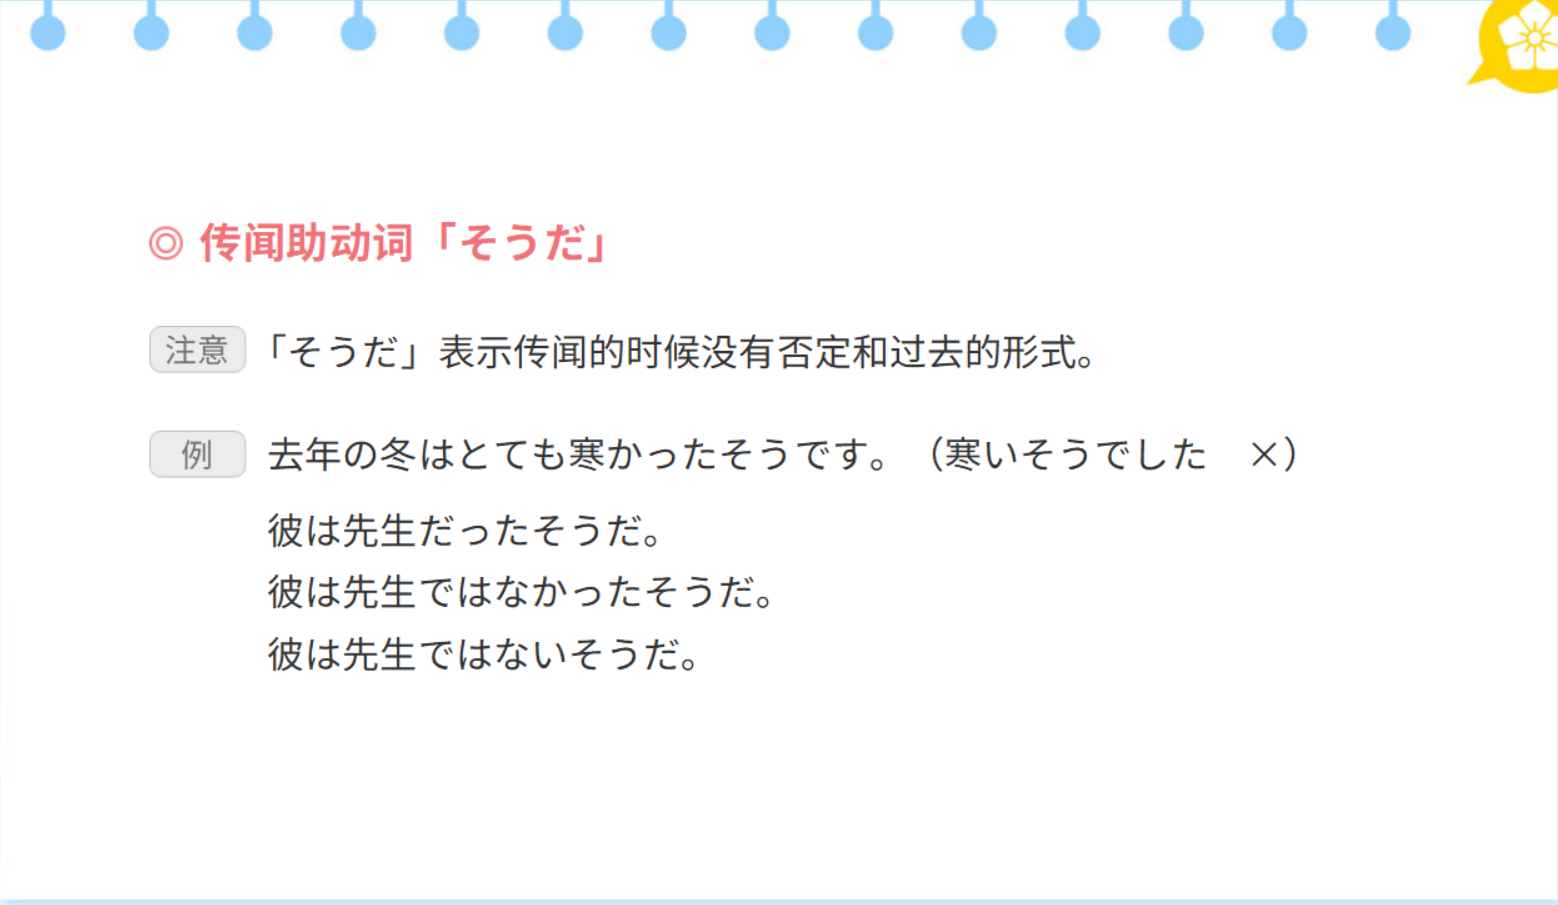 ◎ 传闻助动词「そうだ」
注意 「そうだ」表示传闻的时候没有否定和过去的形式。
例 去年の冬はとても寒かったそうです。（寒いそうでした　×）
彼は先生だったそうだ。
彼は先生ではなかったそうだ。
彼は先生ではないそうだ。